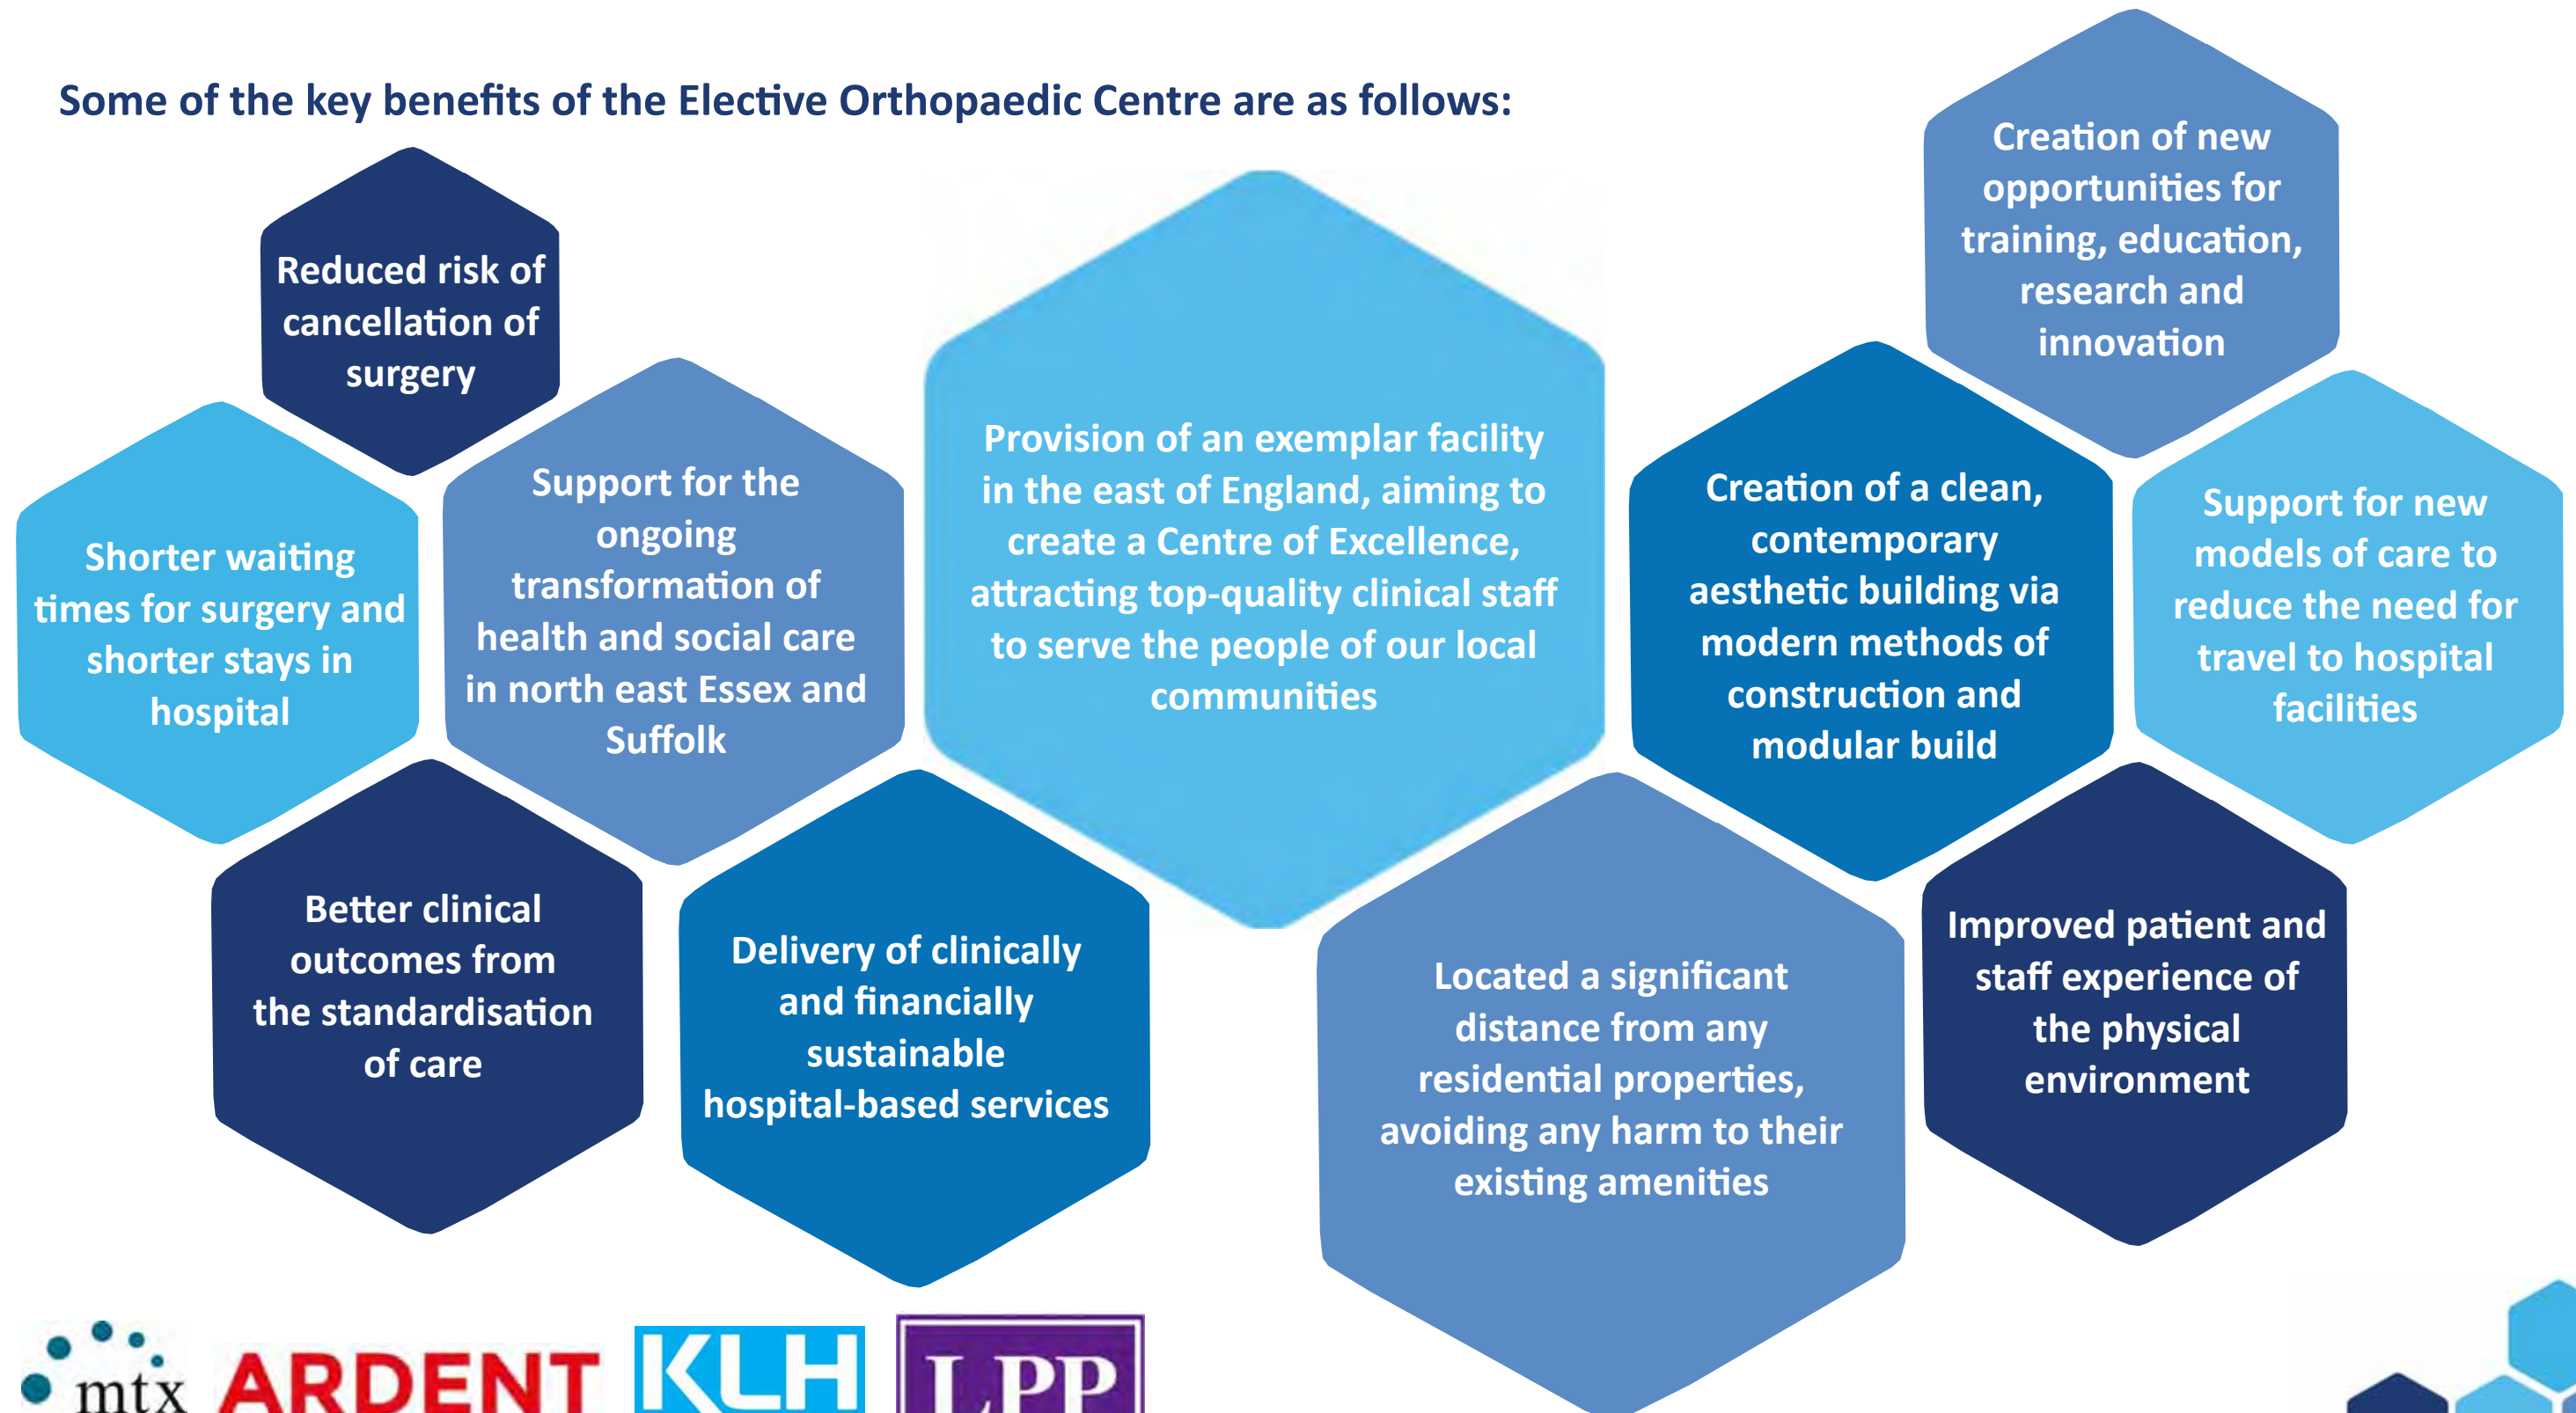 Some of the key benefits of the Elective Orthopaedic Centre are as follows:
Reduced risk of
cancellation of
surgery
Shorter waiting
times for surgery and
shorter stays in
hospital
Support for the
ongoing
transformation of
health and social care
in north east Essex and
Suffolk
Better clinical
outcomes from
the standardisation
of care
Delivery of clinically
and financially
sustainable
hospital-based services
Provision of an exemplar facility
in the east of England, aiming to
create a Centre of Excellence,
attracting top-quality clinical staff
to serve the people of our local
communities
Creation of new
opportunities for
training, education,
research and
innovation
Creation of a clean,
contemporary
aesthetic building via
modern methods of
construction and
modular build
Support for new
models of care to
reduce the need for
travel to hospital
facilities
Located a significant
distance from any
residential properties,
avoiding any harm to their
existing amenities
Improved patient and
staff experience of
the physical
environment
mtx
ARDENT
KLH
LPP